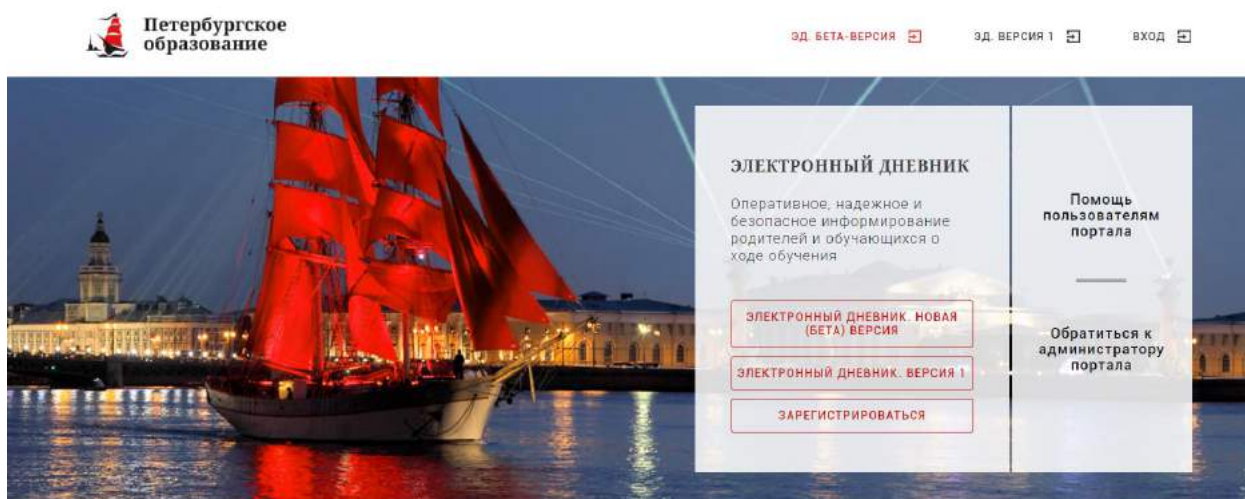 Петербургское
образование
ЭД. БЕТА-ВЕРСИЯ
ЭД. ВЕРСИЯ 1
ВХОД
ЭЛЕКТРОННЫЙ ДНЕВНИК
Оперативное, надежное и
безопасное информирование
родителей и обучающихся о
ходе обучения
ЭЛЕКТРОННЫЙ ДНЕВНИК. НОВАЯ
(БЕТА) ВЕРСИЯ
ЭЛЕКТРОННЫЙ ДНЕВНИК. ВЕРСИЯ 1
ЗАРЕГИСТРИРОВАТЬСЯ
Помощь
пользователям
портала
Обратиться к
администратору
портала